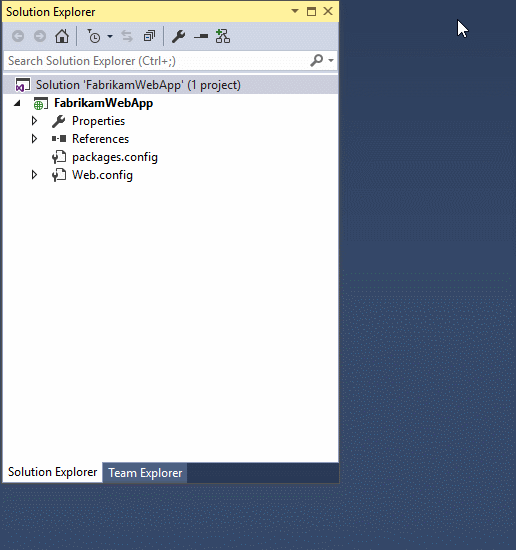 Solution Explorer
Search Solution Explorer (Ctrl+;)
Solution 'FabrikamWebApp' (1 project)
FabrikamWebApp
Properties
References
packages.config
Web.config
Solution Explorer Team Explorer